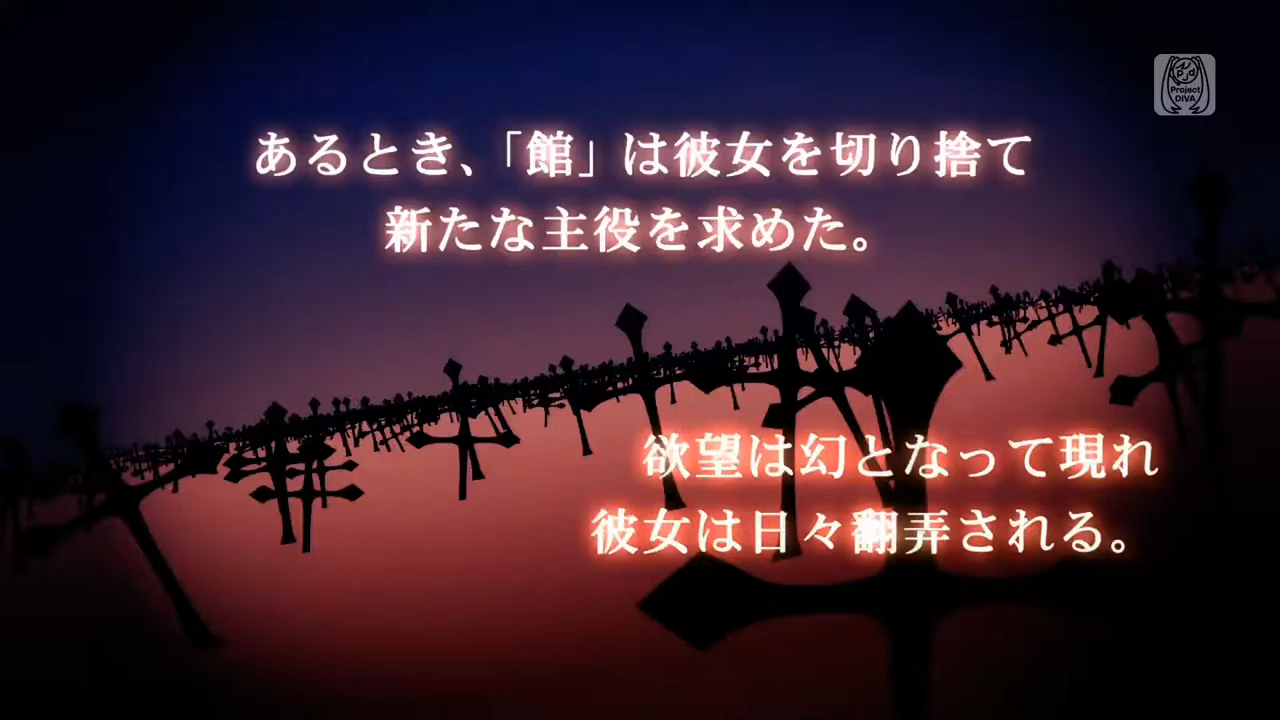 Project
DIVA
あるとき、「館」は彼女を切り捨て
新たな主役を求めた。
欲望は幻となって現れ
彼女は日々翻弄される。